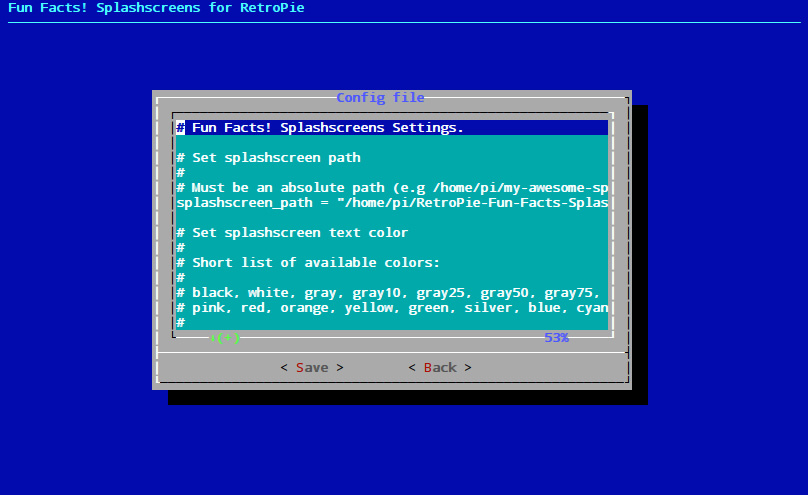 Fun Facts! Splashscreens for RetroPie
Config file
# Fun Facts! Splashscreens Settings.
# Set splashscreen path
#
# Must be an absolute path (e.g /home/pi/my-awesome-sp
splashscreen_path = "/home/pi/RetroPie-Fun-Facts-Splas
# Set splashscreen text color
#
# Short list of available colors:
#
# black, white, gray, gray10, gray25, gray50, gray75,
# pink, red, orange, yellow, green, silver, blue, cyan
#
↑(↑) 53%
< Save > < Back >